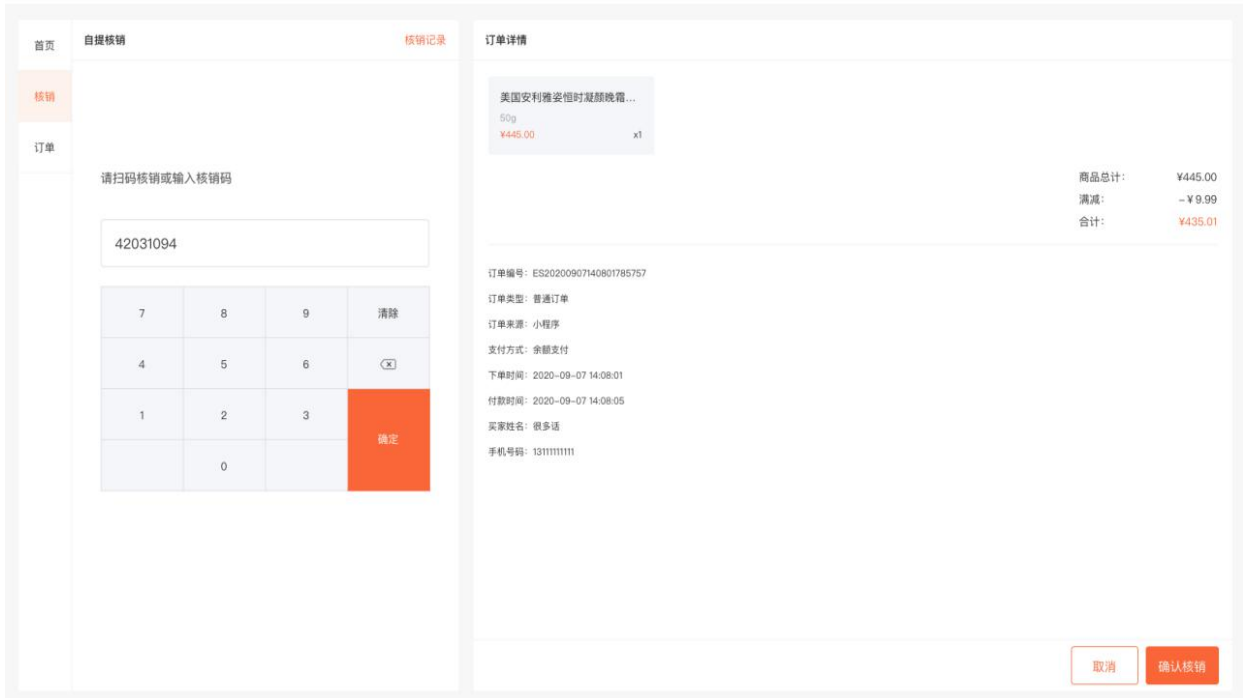 首页
核销
订单
自提核销
核销记录
请扫码核销或输入核销码
42031094
7 8 9 清除
4 5 6
1 2 3
确定
0
订单详情
美国安利雅姿恒时凝颜晚霜...
50g
¥445.00 x1
商品总计: ¥445.00
满减: -¥9.99
合计: ¥435.01
订单编号: ES20200907140801785757
订单类型: 普通订单
订单来源: 小程序
支付方式: 余额支付
下单时间: 2020-09-07 14:08:01
付款时间: 2020-09-07 14:08:05
买家姓名: 很多话
手机号码: 13111111111
取消
确认核销